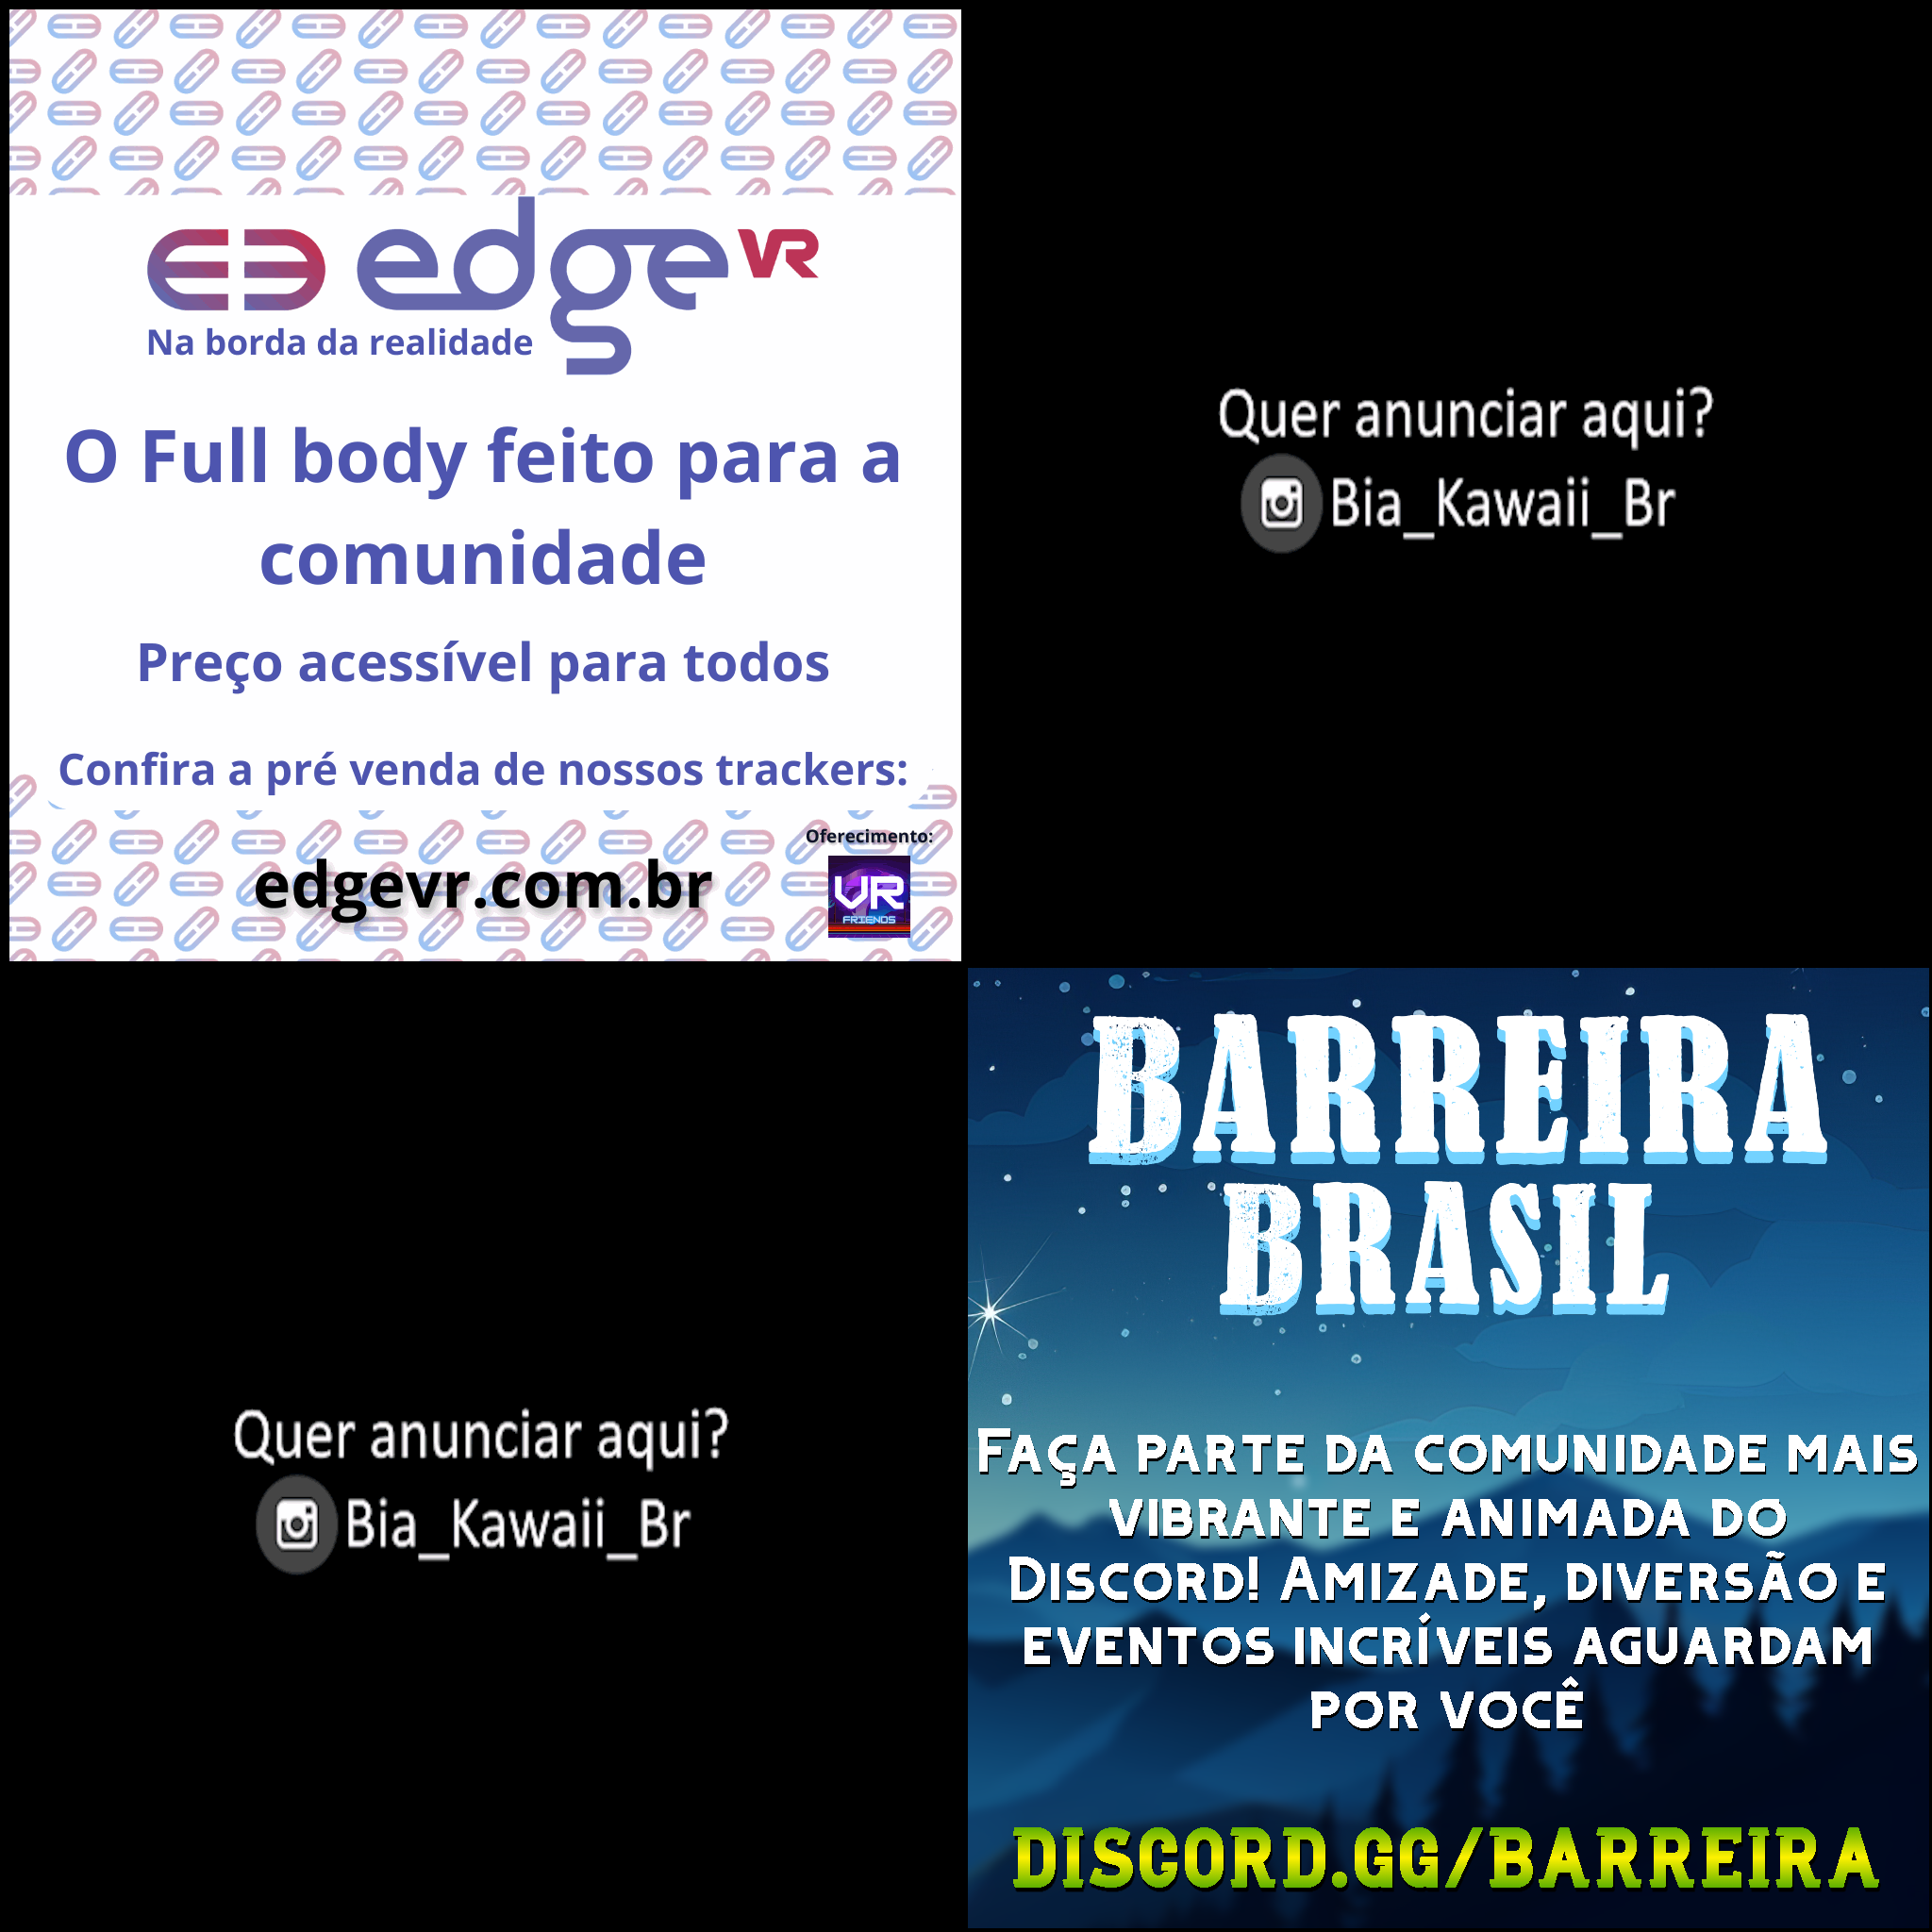 edge VR
Na borda da realidade
O Full body feito para a
comunidade
Preço acessível para todos
Confira a pré venda de nossos trackers:
Oferecimento:
edgevr.com.br
VR
FRIENDS
Quer anunciar aqui?
Bia_Kawaii_Br
Quer anunciar aqui?
Bia_Kawaii_Br
BARREIRA
BRASIL
FAÇA PARTE DA COMUNIDADE MAIS
VIBRANTE E ANIMADA DO
DISCORD! AMIZADE, DIVERSÃO E
EVENTOS INCRÍVEIS AGUARDAM
POR VOCÊ
DISCORD.GG/BARREIRA